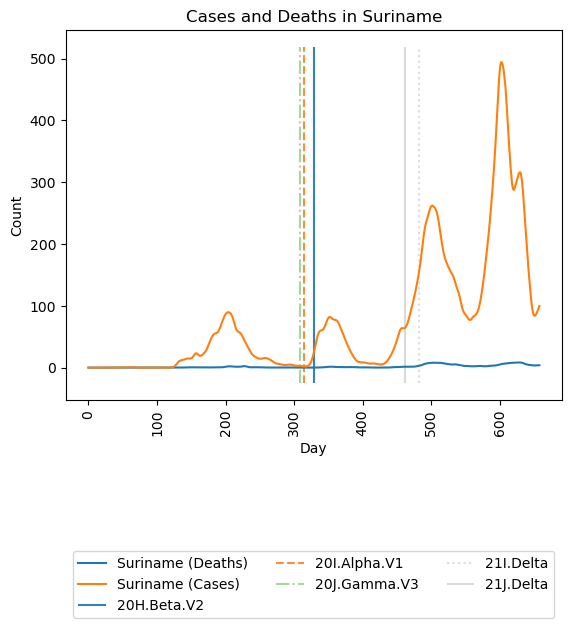 Cases and Deaths in Suriname
Count
500
400
300
200
100
0
0 100 200 300 400 500 600
Day
Suriname (Deaths) 20I.Alpha.V1 21I.Delta
Suriname (Cases) 20J.Gamma.V3 21J.Delta
20H.Beta.V2